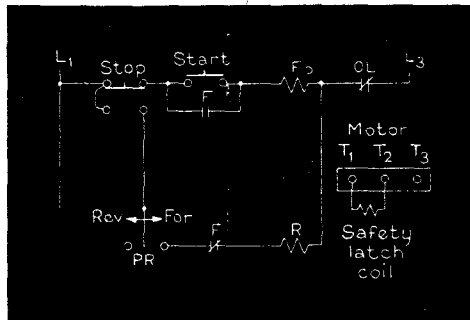 L1
Stop
Start
F
OL
L3
F
Motor
T1 T2 T3
Rev
For
PR
F
R
Safety
latch
coil